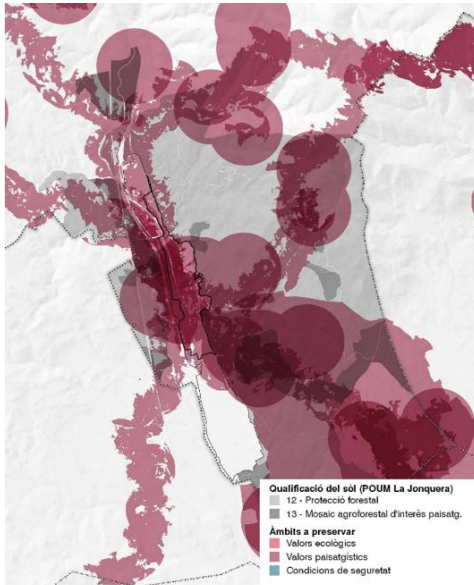 Qualificació del sòl (POUM La Jonquera)
12 - Protecció forestal
13 - Mosaic agroforestal d'interès paisatg.
Àmbits a preservar
Valors ecològics
Valors paisatgístics
Condicions de seguretat